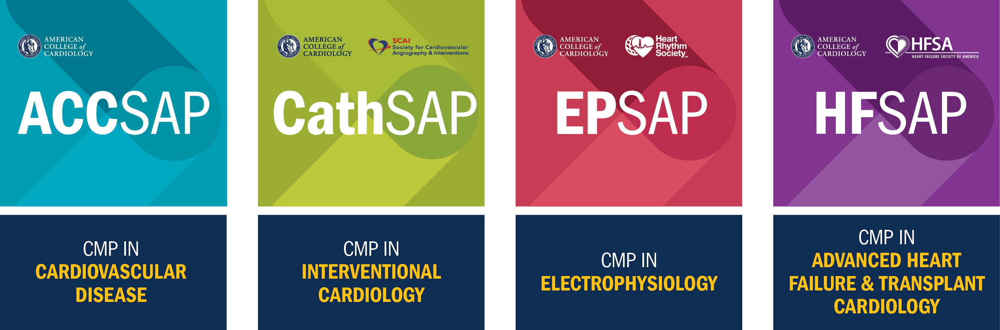 AMERICAN
COLLEGE of
CARDIOLOGY
ACCSAP
CMP IN
CARDIOVASCULAR
DISEASE
AMERICAN
COLLEGE of
CARDIOLOGY
SCAI
Society for Cardiovascular
Angiography & Interventions
CathSAP
CMP IN
INTERVENTIONAL
CARDIOLOGY
AMERICAN
COLLEGE of
CARDIOLOGY
Heart
Rhythm
Society℠
EPSAP
CMP IN
ELECTROPHYSIOLOGY
AMERICAN
COLLEGE of
CARDIOLOGY
HFSA
HEART FAILURE SOCIETY OF AMERICA
HFSAP
CMP IN
ADVANCED HEART
FAILURE & TRANSPLANT
CARDIOLOGY